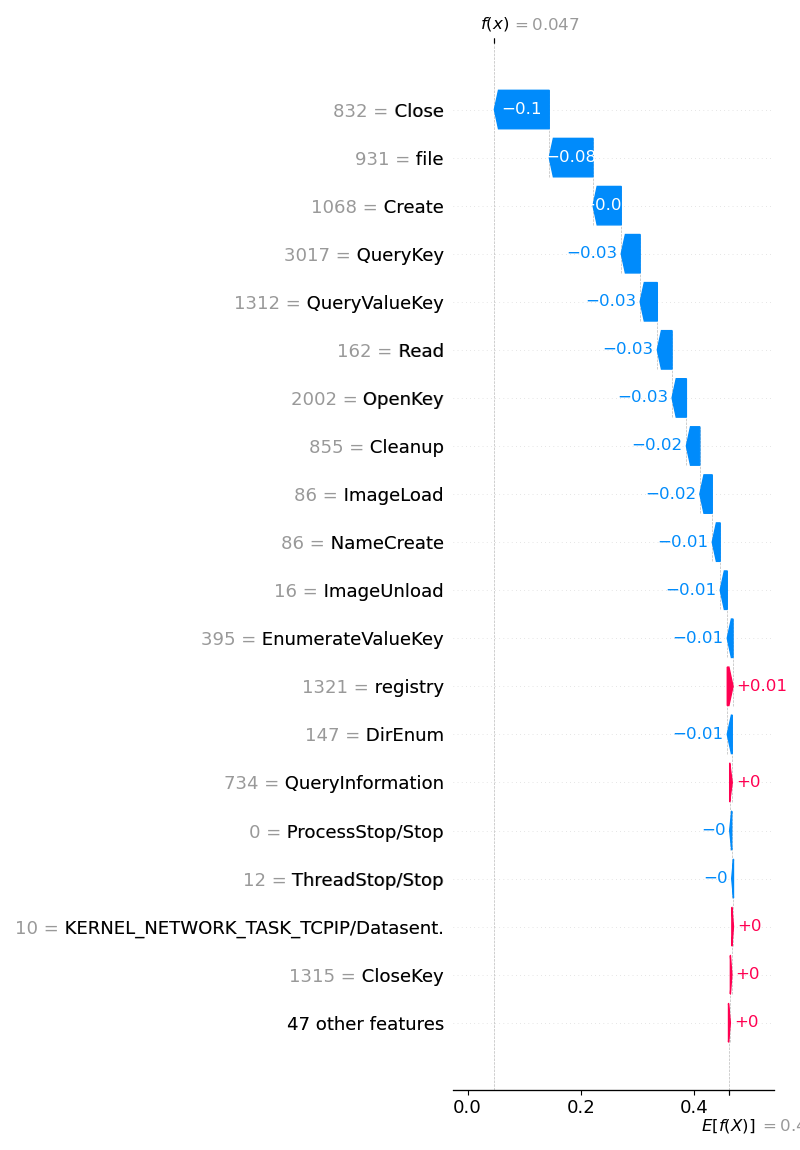 f(x) = 0.047
832 = Close −0.1
931 = file −0.08
1068 = Create
3017 = QueryKey −0.03
1312 = QueryValueKey −0.03
162 = Read −0.03
2002 = OpenKey −0.03
855 = Cleanup −0.02
86 = ImageLoad −0.02
86 = NameCreate −0.01
16 = ImageUnload −0.01
395 = EnumerateValueKey −0.01
1321 = registry +0.01
147 = DirEnum −0.01
734 = QueryInformation +0
0 = ProcessStop/Stop −0
12 = ThreadStop/Stop −0
10 = KERNEL_NETWORK_TASK_TCPIP/Datasent. +0
1315 = CloseKey +0
47 other features +0
0.0 0.2 0.4
E[f(X)]